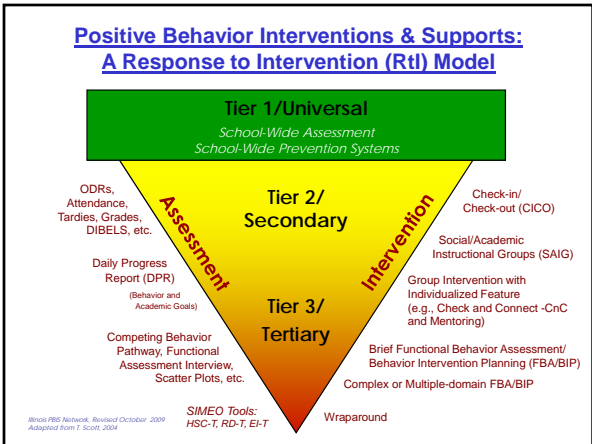 Positive Behavior Interventions & Supports:
A Response to Intervention (RtI) Model
Tier 1/Universal
School-Wide Assessment
School-Wide Prevention Systems
ODRs,
Attendance,
Tardies, Grades,
DIBELS, etc.
Daily Progress
Report (DPR)
(Behavior and
Academic Goals)
Competing Behavior
Pathway, Functional
Assessment Interview,
Scatter Plots, etc.
SIMEO Tools:
HSC-T, RD-T, EI-T
Assessment
Tier 2/
Secondary
Tier 3/
Tertiary
Intervention
Check-in/
Check-out (CICO)
Social/Academic
Instructional Groups (SAIG)
Group Intervention with
Individualized Feature
(e.g., Check and Connect -CnC
and Mentoring)
Brief Functional Behavior Assessment/
Behavior Intervention Planning (FBA/BIP)
Complex or Multiple-domain FBA/BIP
Wraparound
Illinois PBIS Network, Revised October 2009
Adapted from T. Scott, 2004